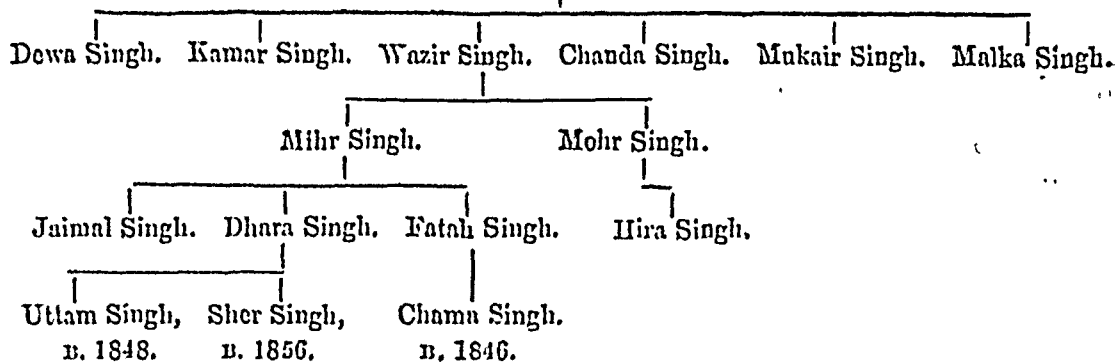 Dewa Singh. Kamar Singh. Wazir Singh. Chanda Singh. Mukair Singh. Malka Singh.
Mihr Singh. Mohr Singh.
Jaimal Singh. Dhara Singh. Fatah Singh. Hira Singh.
Uttam Singh, Sher Singh, Chama Singh.
B. 1848. B. 1856. B. 1846.